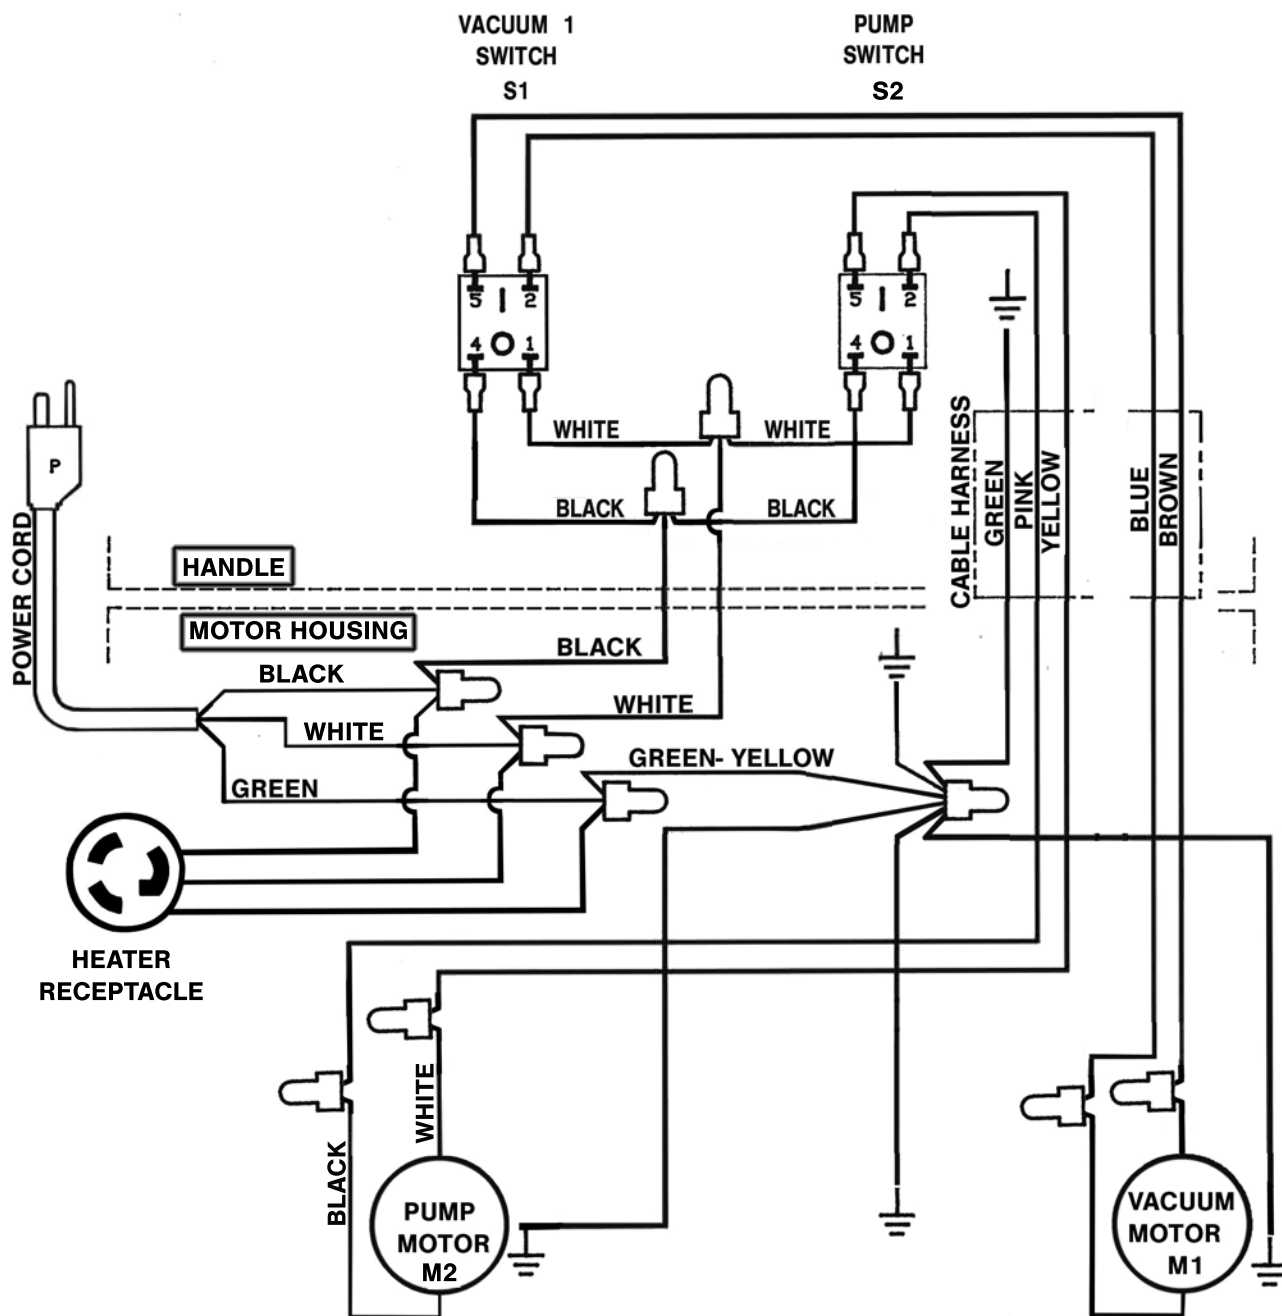 VACUUM 1
SWITCH
S1
PUMP
SWITCH
S2
5 2
4 1
5 2
4 1
WHITE
WHITE
BLACK
BLACK
CABLE HARNESS
GREEN
PINK
YELLOW
BLUE
BROWN
P
POWER CORD
HANDLE
MOTOR HOUSING
BLACK
BLACK
WHITE
WHITE
GREEN
GREEN- YELLOW
HEATER
RECEPTACLE
WHITE
BLACK
PUMP
MOTOR
M2
VACUUM
MOTOR
M1